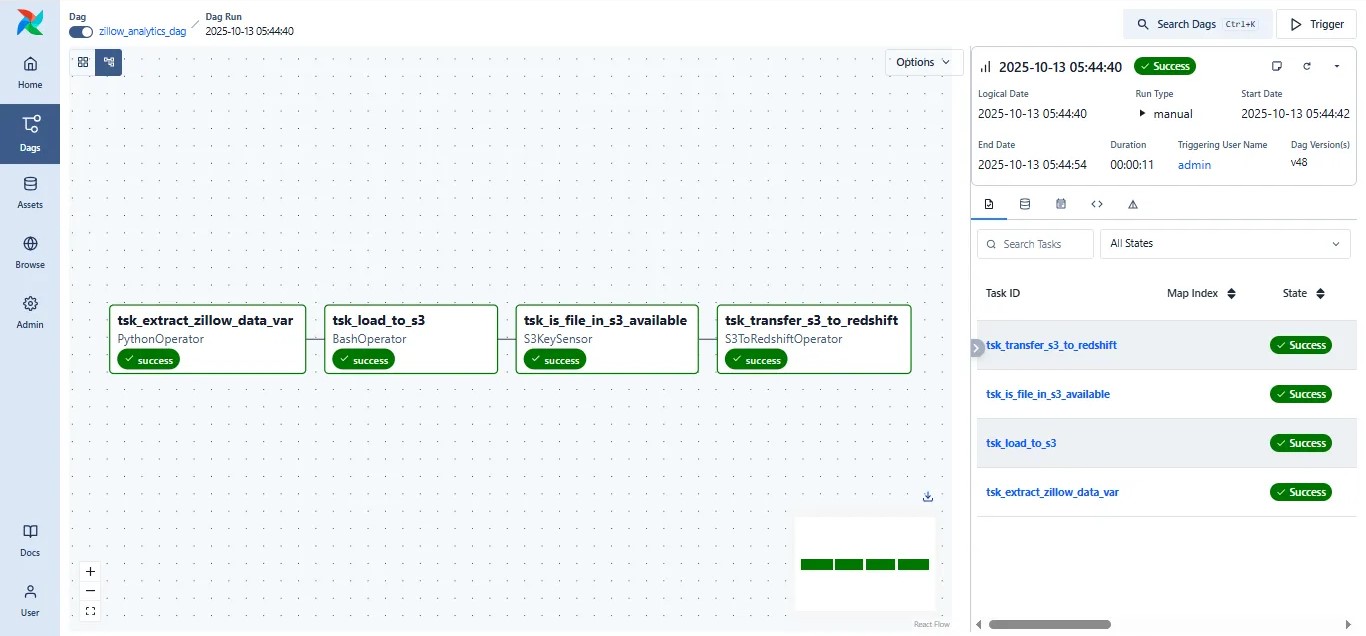 Dag
zillow_analytics_dag
Dag Run
2025-10-13 05:44:40
Search Dags Ctrl+K
Trigger
Home
Dags
Assets
Browse
Admin
Docs
User
Options
tsk_extract_zillow_data_var
PythonOperator
success
tsk_load_to_s3
BashOperator
success
tsk_is_file_in_s3_available
S3KeySensor
success
tsk_transfer_s3_to_redshift
S3ToRedshiftOperator
success
React Flow
2025-10-13 05:44:40 Success
Logical Date Run Type Start Date
2025-10-13 05:44:40 manual 2025-10-13 05:44:42
End Date Duration Triggering User Name Dag Version(s)
2025-10-13 05:44:54 00:00:11 admin v48
Search Tasks All States
Task ID Map Index State
tsk_transfer_s3_to_redshift Success
tsk_is_file_in_s3_available Success
tsk_load_to_s3 Success
tsk_extract_zillow_data_var Success